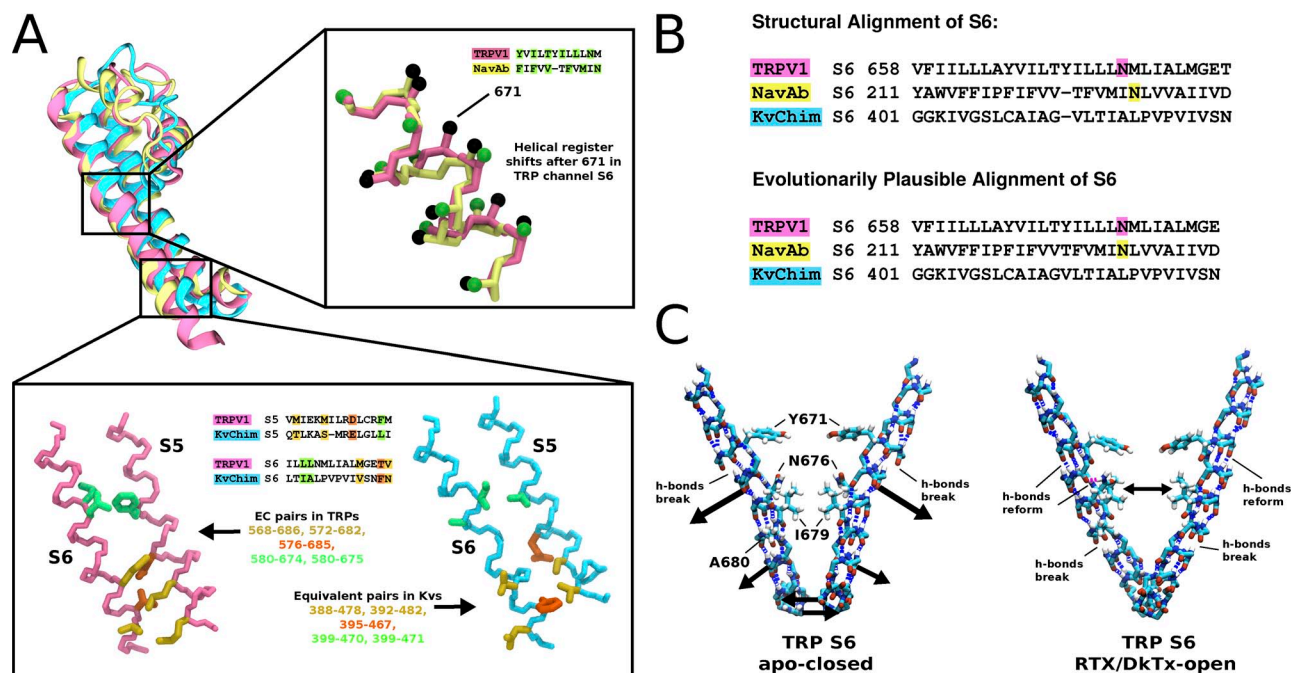 A
TRPV1 YVILTYILLLNM
NavAb FIFVV-TFVMIN
671
Helical register
shifts after 671 in
TRP channel S6
S5
S6
TRPV1 S5 VMIEKMILRDLCRFM
KvChim S5 QTLKAS-MRELGLLI
TRPV1 S6 ILLLNMLIALMGETV
KvChim S6 LTIALPVPVIVSNFN
EC pairs in TRPs
568-686, 572-682,
576-685,
580-674, 580-675
S5
S6
Equivalent pairs in Kvs
388-478, 392-482,
395-467,
399-470, 399-471
B
Structural Alignment of S6:
TRPV1 S6 658 VFIILLLAYVILTYILLLNMLIALMGET
NavAb S6 211 YAWVFFIPFIFVV-TFVMINLVVAIIVD
KvChim S6 401 GGKIVGSLCAIAG-VLTIALPVPVIVSN
Evolutionarily Plausible Alignment of S6
TRPV1 S6 658 VFIILLLAYVILTYILLLNMLIALMGE
NavAb S6 211 YAWVFFIPFIFVVTFVMINLVVAIIVD
KvChim S6 401 GGKIVGSLCAIAGVLTIALPVPVIVSN
C
Y671
N676
h-bonds
break
h-bonds
break
I679
A680
TRP S6
apo-closed
h-bonds
reform
h-bonds
reform
h-bonds
break
h-bonds
break
TRP S6
RTX/DkTx-open